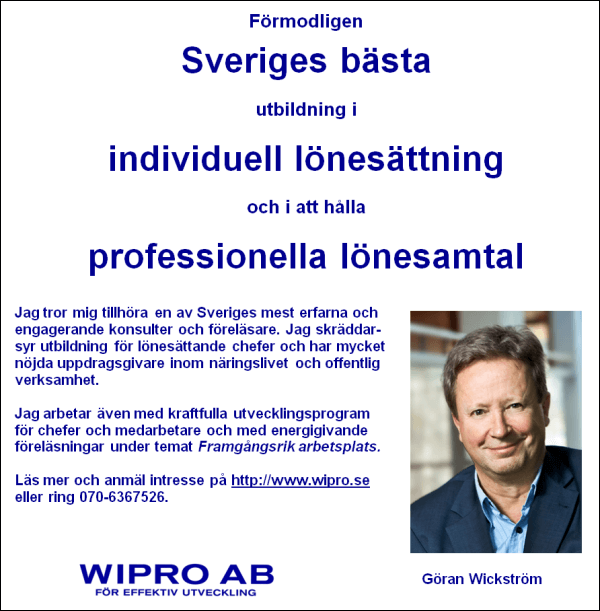 Förmodligen
Sveriges bästa
utbildning i
individuell lönesättning
och i att hålla
professionella lönesamtal
Jag tror mig tillhöra en av Sveriges mest erfarna och
engagerande konsulter och föreläsare. Jag skräddar-
syr utbildning för lönesättande chefer och har mycket
nöjda uppdragsgivare inom näringslivet och offentlig
verksamhet.
Jag arbetar även med kraftfulla utvecklingsprogram
för chefer och medarbetare och med energigivande
föreläsningar under temat Framgångsrik arbetsplats.
Läs mer och anmäl intresse på http://www.wipro.se
eller ring 070-6367526.
WIPRO AB
FÖR EFFEKTIV UTVECKLING
Göran Wickström